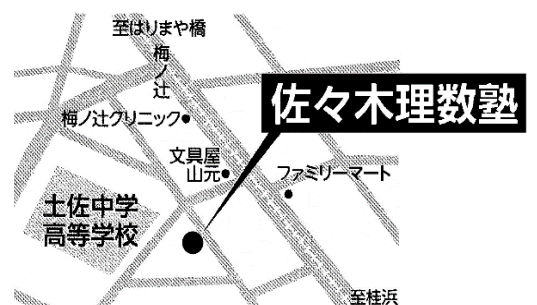 至はりまや橋
梅ノ辻
佐々木理数塾
梅ノ辻クリニック
文具屋
山元
ファミリーマート
土佐中学
高等学校
至桂浜